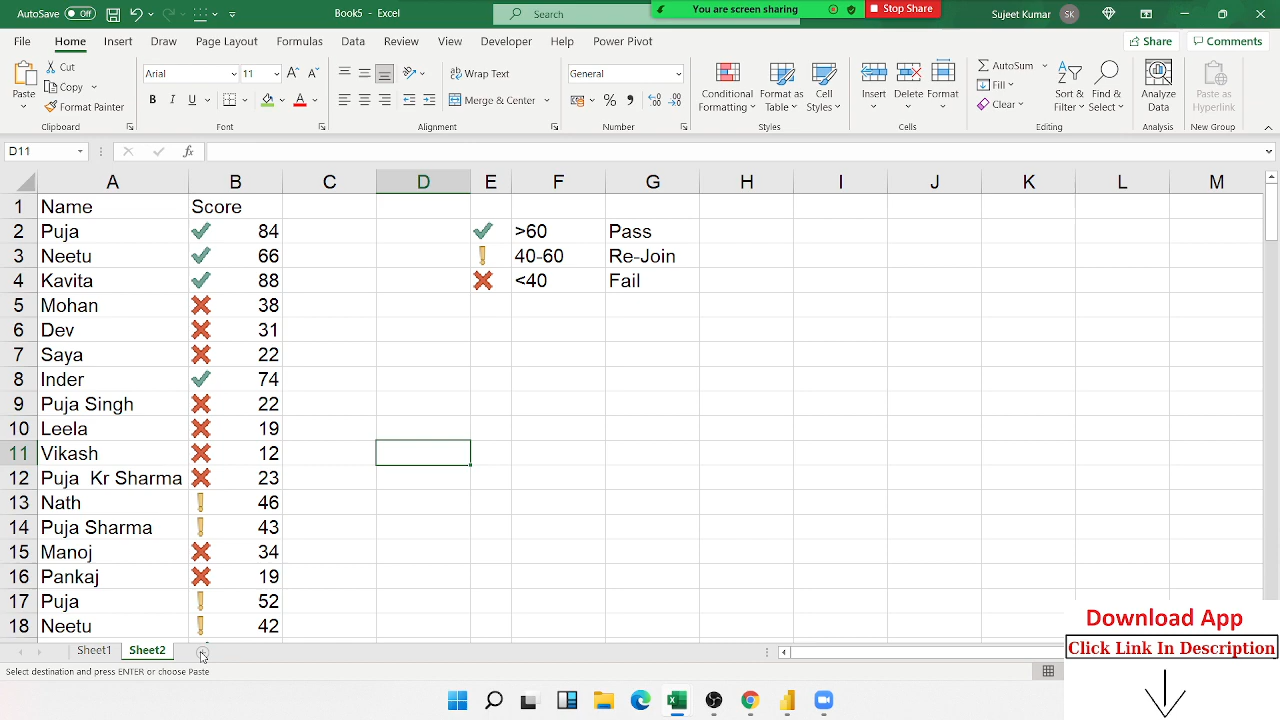 AutoSave Off Book5 - Excel Search You are screen sharing Stop Share Sujeet Kumar SK
File Home Insert Draw Page Layout Formulas Data Review View Developer Help Power Pivot Share Comments
Paste Cut Copy Format Painter Clipboard
Arial 11 B I U Font
Wrap Text Merge & Center Alignment
General % Number
Conditional Formatting Format as Table Cell Styles Styles
Insert Delete Format Cells
AutoSum Fill Clear Sort & Filter Find & Select Editing
Analyze Data Analysis
Paste as Hyperlink New Group
D11 fx
A B C D E F G H I J K L M
1 Name Score
2 Puja 84 >60 Pass
3 Neetu 66 40-60 Re-Join
4 Kavita 88 <40 Fail
5 Mohan 38
6 Dev 31
7 Saya 22
8 Inder 74
9 Puja Singh 22
10 Leela 19
11 Vikash 12
12 Puja  Kr Sharma 23
13 Nath 46
14 Puja Sharma 43
15 Manoj 34
16 Pankaj 19
17 Puja 52
18 Neetu 42
Sheet1 Sheet2
Select destination and press ENTER or choose Paste
Download App
Click Link In Description